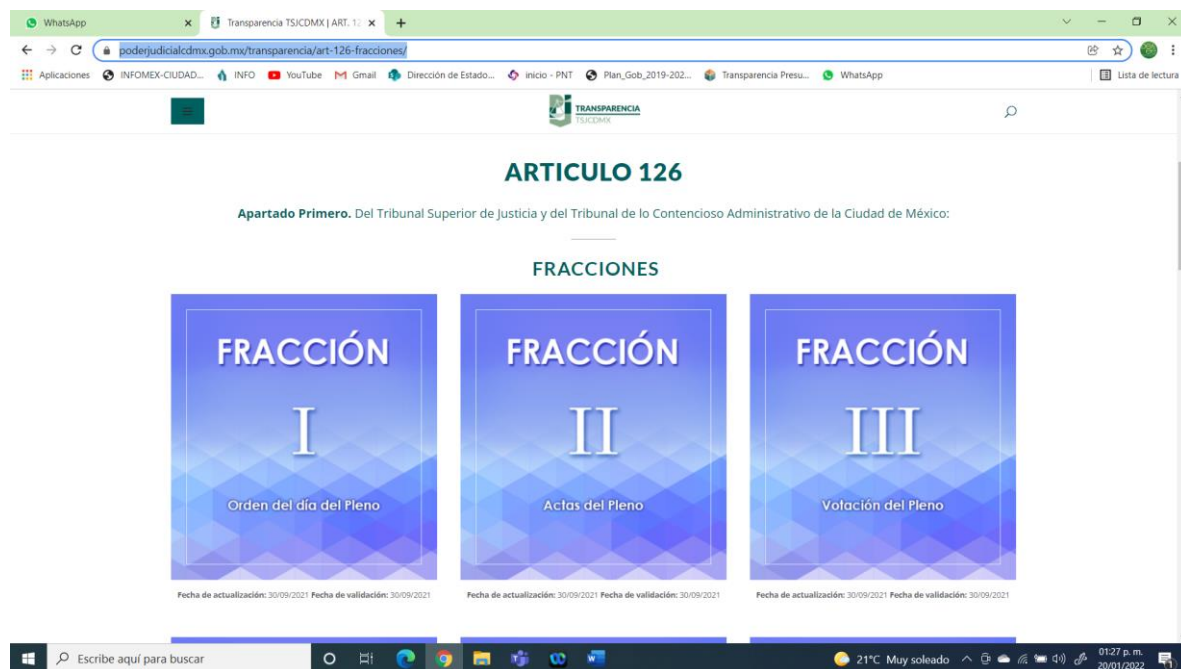 WhatsApp
Transparencia TSJCDMX | ART. 12
poderjudicialcdmx.gob.mx/transparencia/art-126-fracciones/
Aplicaciones INFOMEX-CIUDAD... INFO YouTube Gmail Dirección de Estado... inicio - PNT Plan_Gob_2019-202... Transparencia Presu... WhatsApp Lista de lectura
TRANSPARENCIA
TSJCDMX
ARTICULO 126
Apartado Primero. Del Tribunal Superior de Justicia y del Tribunal de lo Contencioso Administrativo de la Ciudad de México:
FRACCIONES
FRACCIÓN
I
Orden del día del Pleno
FRACCIÓN
II
Actas del Pleno
FRACCIÓN
III
Votación del Pleno
Fecha de actualización: 30/09/2021 Fecha de validación: 30/09/2021
Fecha de actualización: 30/09/2021 Fecha de validación: 30/09/2021
Fecha de actualización: 30/09/2021 Fecha de validación: 30/09/2021
Escribe aquí para buscar
21°C Muy soleado
01:27 p. m.
20/01/2022